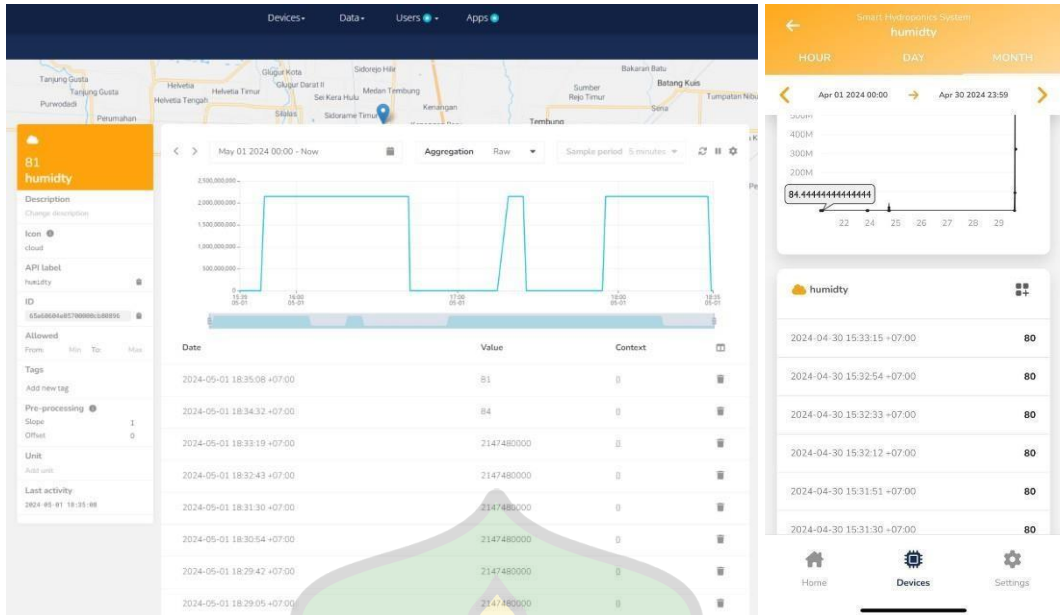 Devices Data Users Apps
Glugur Kota
Sidorejo Hilir
Bakaran Batu
Tanjung Gusta
Tanjung Gusta
Purwodadi
Helvetia
Helvetia Timur
Helvetia Tengah
Glugur Darat II
Sei Kera Hulu
Medan Tembung
Sumber Rejo Timur
Batang Kuis
Tumpatan Nibu
Perumahan
Silalas
Sidorame Timur
Kenangan
Sena
Tembung
81
humidty
Description
Change description
Icon
cloud
API label
humidty
ID
Allowed
From: Min To: Max
Tags
Add new tag
Pre-processing
Slope 1
Offset 0
Unit
Add unit
Last activity
2024-05-01 18:35:08
May 01 2024 00:00 - Now
Aggregation Raw
Sample period 5 minutes
2,500,000,000
2,000,000,000
1,500,000,000
1,000,000,000
500,000,000
0
16:00 17:00 18:00 18:35
05-01 05-01 05-01 05-01 05-01
Date Value Context
2024-05-01 18:35:08 +07:00 81
2024-05-01 18:34:32 +07:00 84
2024-05-01 18:33:19 +07:00 2147480000
2024-05-01 18:32:43 +07:00 2147480000
2024-05-01 18:31:30 +07:00 2147480000
2024-05-01 18:30:54 +07:00 2147480000
2024-05-01 18:29:42 +07:00 2147480000
2024-05-01 18:29:05 +07:00 2147480000
Smart Hydroponics System
humidty
HOUR DAY MONTH
Apr 01 2024 00:00 → Apr 30 2024 23:59
400M
300M
200M
84.44444444444444
22 24 25 26 27 28 29
humidty
2024-04-30 15:33:15 +07:00 80
2024-04-30 15:32:54 +07:00 80
2024-04-30 15:32:33 +07:00 80
2024-04-30 15:32:12 +07:00 80
2024-04-30 15:31:51 +07:00 80
2024-04-30 15:31:30 +07:00 80
Home Devices Settings